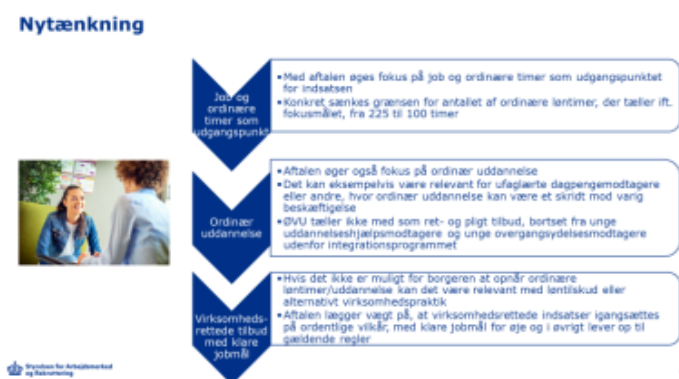 Nytænkning
Job og
ordinære
timer som
udgangspunkt
•Med aftalen øges fokus på job og ordinære timer som udgangspunktet
for indsatsen
•Konkret sænkes grænsen for antallet af ordinære løntimer, der tæller ift.
fokusmålet, fra 225 til 100 timer
Ordinær
uddannelse
•Aftalen øger også fokus på ordinær uddannelse
•Det kan eksempelvis være relevant for ufaglærte dagpengemodtagere
eller andre, hvor ordinær uddannelse kan være et skridt mod varig
beskæftigelse
•ØVU tæller ikke med som ret- og pligt tilbud, bortset fra unge
uddannelseshjælpsmodtagere og unge overgangsydelsesmodtagere
udenfor integrationsprogrammet
Virksomheds-
rettede tilbud
med klare
jobmål
•Hvis det ikke er muligt for borgeren at opnår ordinære
løntimer/uddannelse kan det være relevant med løntilskud eller
alternativt virksomhedspraktik
•Aftalen lægger vægt på, at virksomhedsrettede indsatser igangsættes
på ordentlige vilkår, med klare jobmål for øje og i øvrigt lever op til
gældende regler
Styrelsen for Arbejdsmarked
og Rekruttering